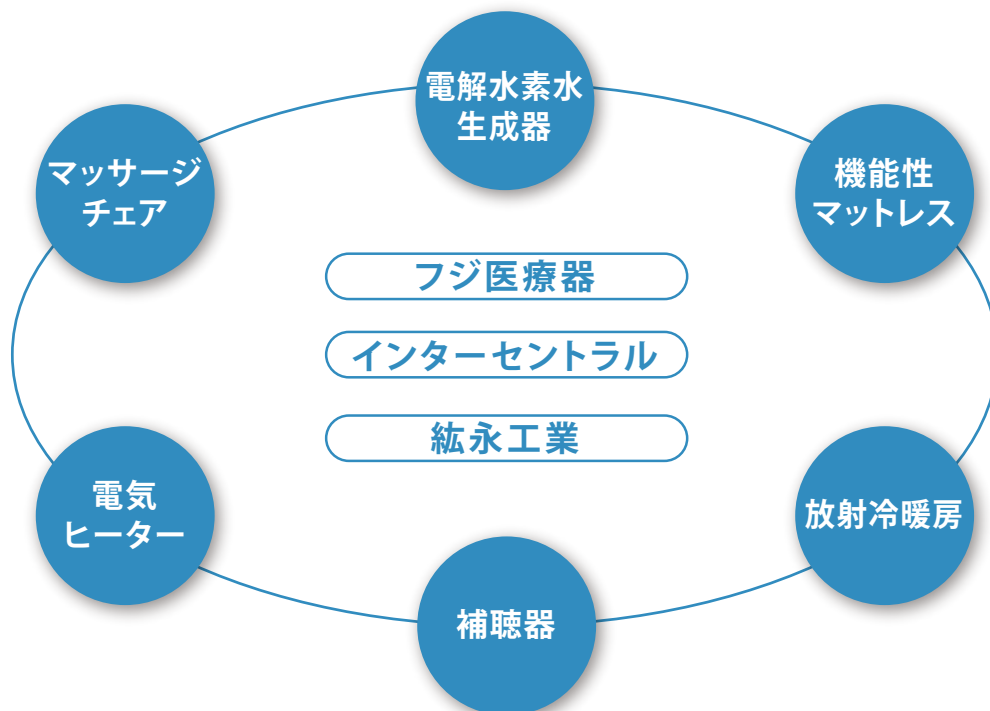 電解水素水
生成器
マッサージ
チェア
機能性
マットレス
フジ医療器
インターセントラル
紘永工業
電気
ヒーター
放射冷暖房
補聴器